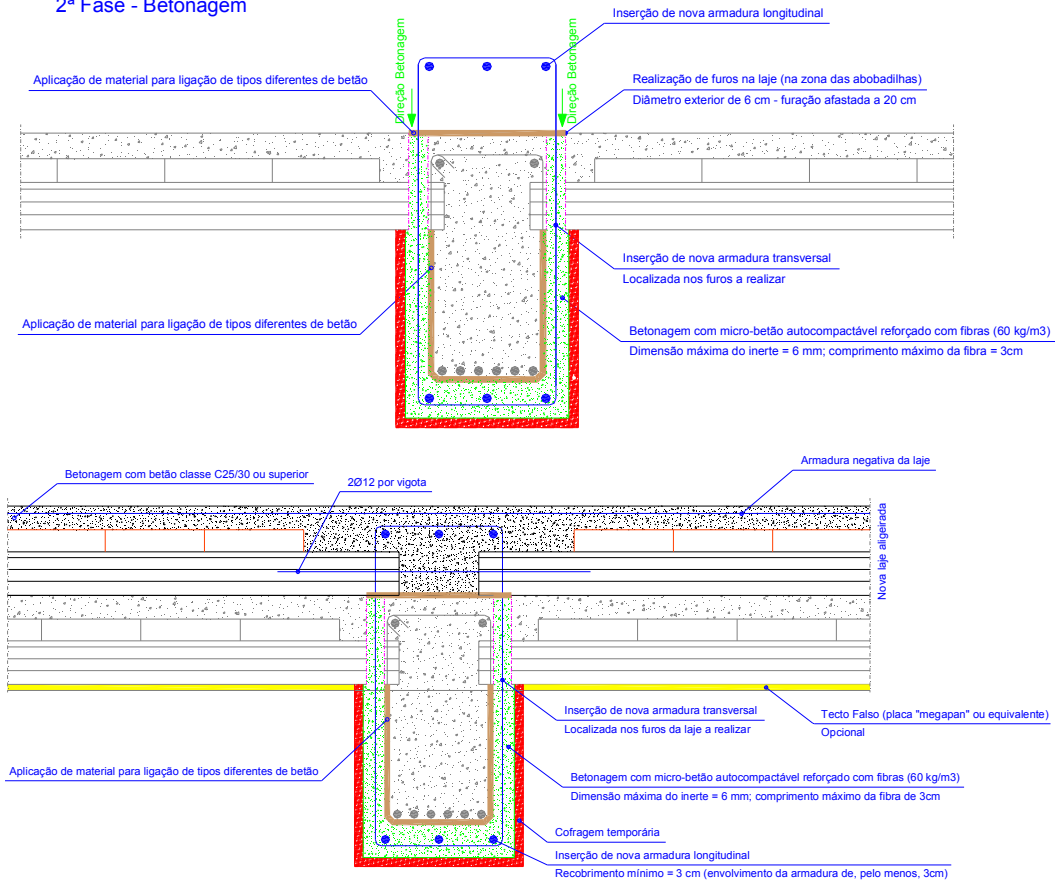 2ª Fase - Betonagem
Inserção de nova armadura longitudinal
Direção Betonagem
Direção Betonagem
Aplicação de material para ligação de tipos diferentes de betão
Realização de furos na laje (na zona das abobadilhas)
Diâmetro exterior de 6 cm - furação afastada a 20 cm
Inserção de nova armadura transversal
Localizada nos furos a realizar
Aplicação de material para ligação de tipos diferentes de betão
Betonagem com micro-betão autocompactável reforçado com fibras (60 kg/m3)
Dimensão máxima do inerte = 6 mm; comprimento máximo da fibra = 3cm
Betonagem com betão classe C25/30 ou superior
2Ø12 por vigota
Armadura negativa da laje
Nova laje aligeirada
Inserção de nova armadura transversal
Localizada nos furos da laje a realizar
Tecto Falso (placa "megapan" ou equivalente)
Opcional
Aplicação de material para ligação de tipos diferentes de betão
Betonagem com micro-betão autocompactável reforçado com fibras (60 kg/m3)
Dimensão máxima do inerte = 6 mm; comprimento máximo da fibra de 3cm
Cofragem temporária
Inserção de nova armadura longitudinal
Recobrimento mínimo = 3 cm (envolvimento da armadura de, pelo menos, 3cm)